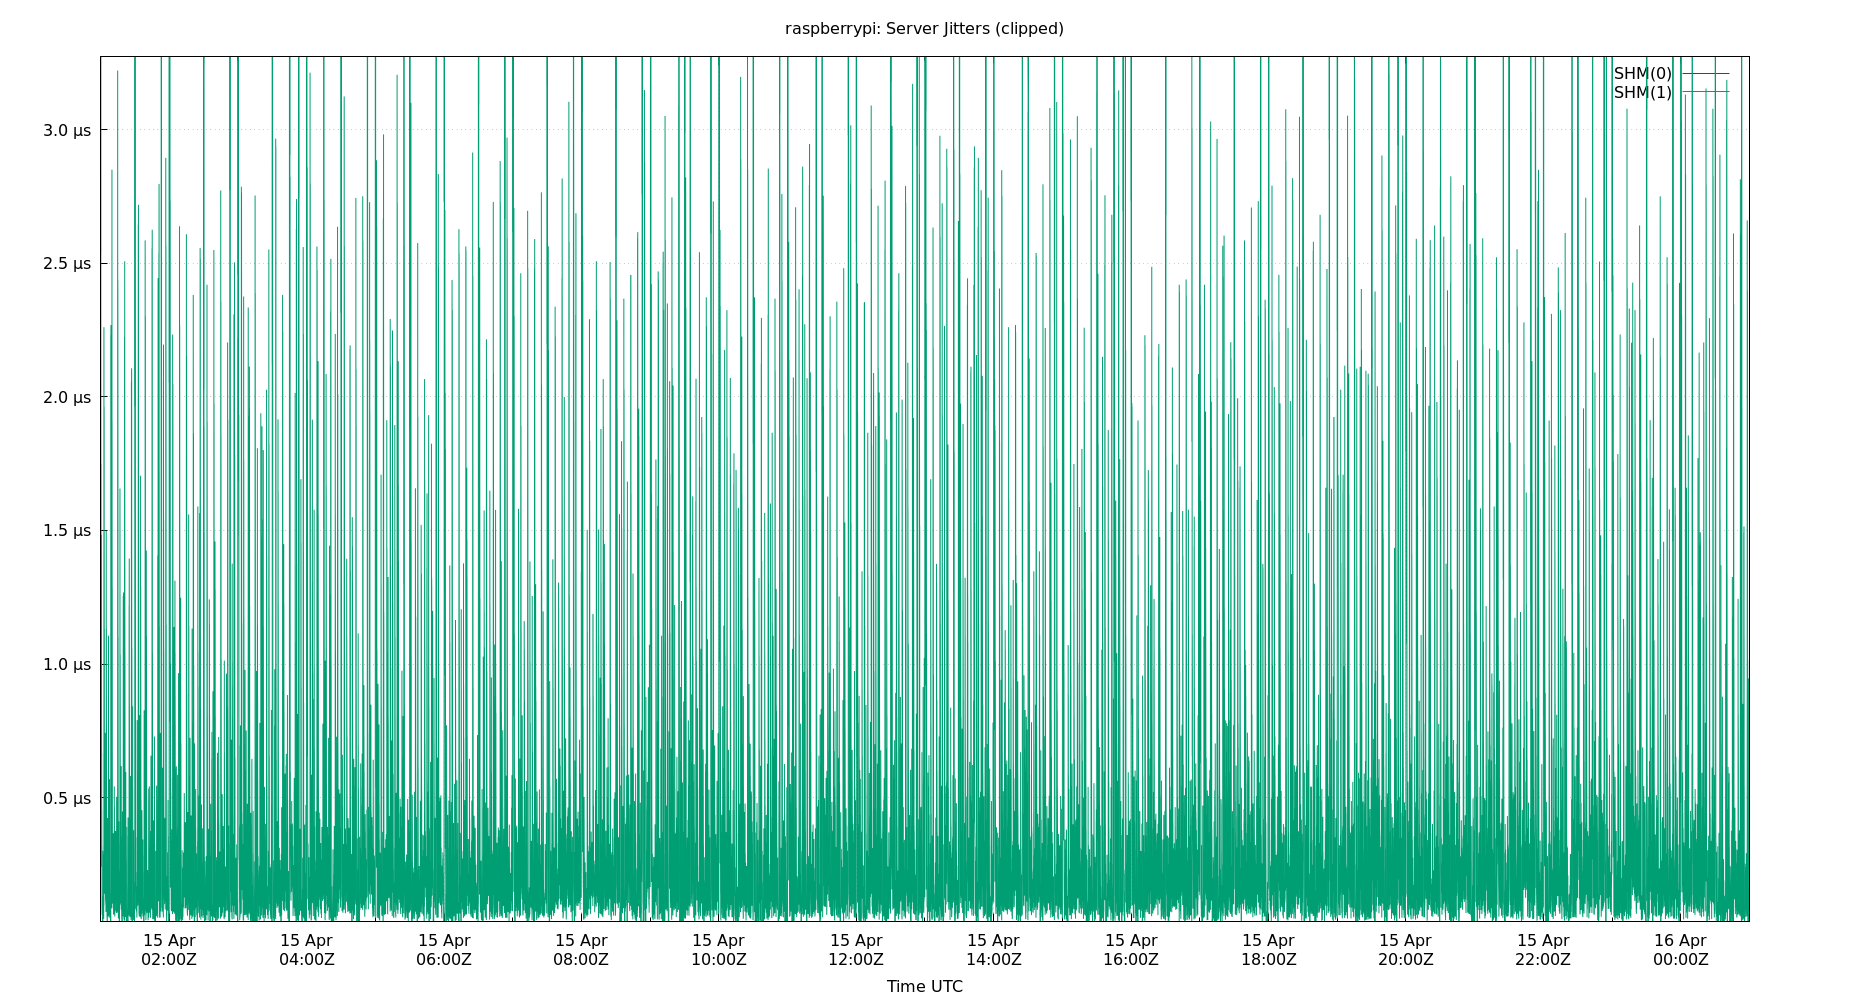 raspberrypi: Server Jitters (clipped)
SHM(0)
SHM(1)
3.0 µs
2.5 µs
2.0 µs
1.5 µs
1.0 µs
0.5 µs
15 Apr 15 Apr 15 Apr 15 Apr 15 Apr 15 Apr 15 Apr 15 Apr 15 Apr 15 Apr 15 Apr 16 Apr
02:00Z 04:00Z 06:00Z 08:00Z 10:00Z 12:00Z 14:00Z 16:00Z 18:00Z 20:00Z 22:00Z 00:00Z
Time UTC